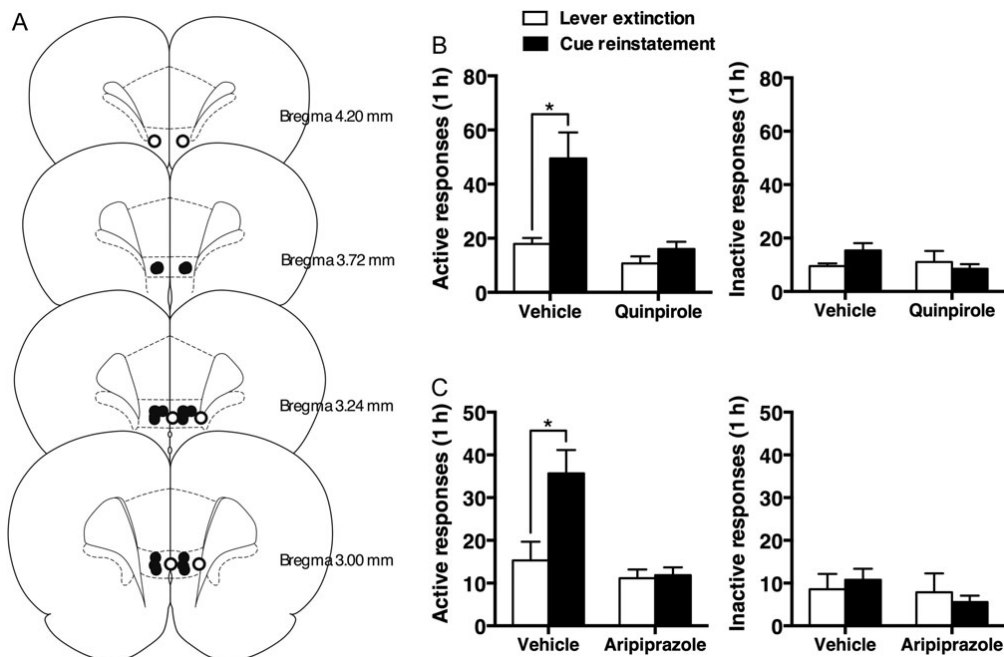 A
Bregma 4.20 mm
Bregma 3.72 mm
Bregma 3.24 mm
Bregma 3.00 mm
Lever extinction
Cue reinstatement
B
Active responses (1 h)
80
60
40
20
0
*
Vehicle
Quinpirole
Inactive responses (1 h)
80
60
40
20
0
Vehicle
Quinpirole
C
Active responses (1 h)
50
40
30
20
10
0
*
Vehicle
Aripiprazole
Inactive responses (1 h)
50
40
30
20
10
0
Vehicle
Aripiprazole